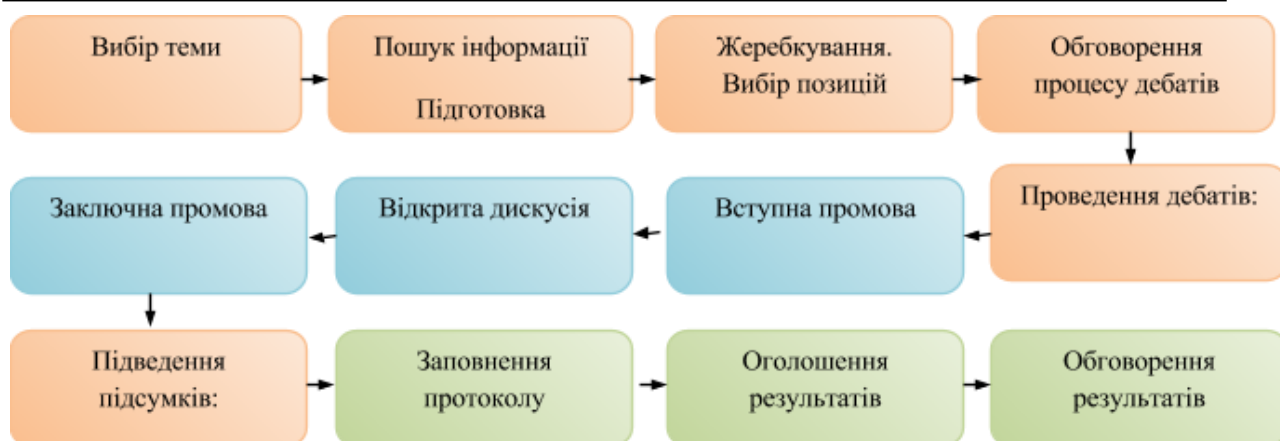 Вибір теми
Пошук інформації
Підготовка
Жеребкування.
Вибір позицій
Обговорення
процесу дебатів
Проведення дебатів:
Вступна промова
Відкрита дискусія
Заключна промова
Підведення
підсумків:
Заповнення
протоколу
Оголошення
результатів
Обговорення
результатів